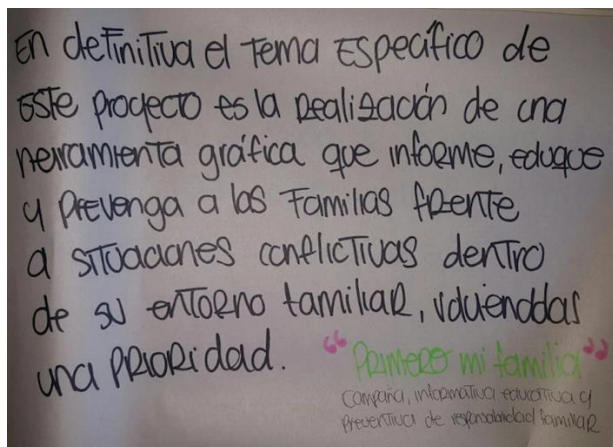 En definitiva el tema específico de
este proyecto es la realización de una
herramienta gráfica que informe, eduque
y prevenga a las familias frente
a situaciones conflictivas dentro
de su entorno familiar, volviendolas
una prioridad. “Primero mi familia”
campaña, informativa educativa y
preventiva de responsabilidad familiar